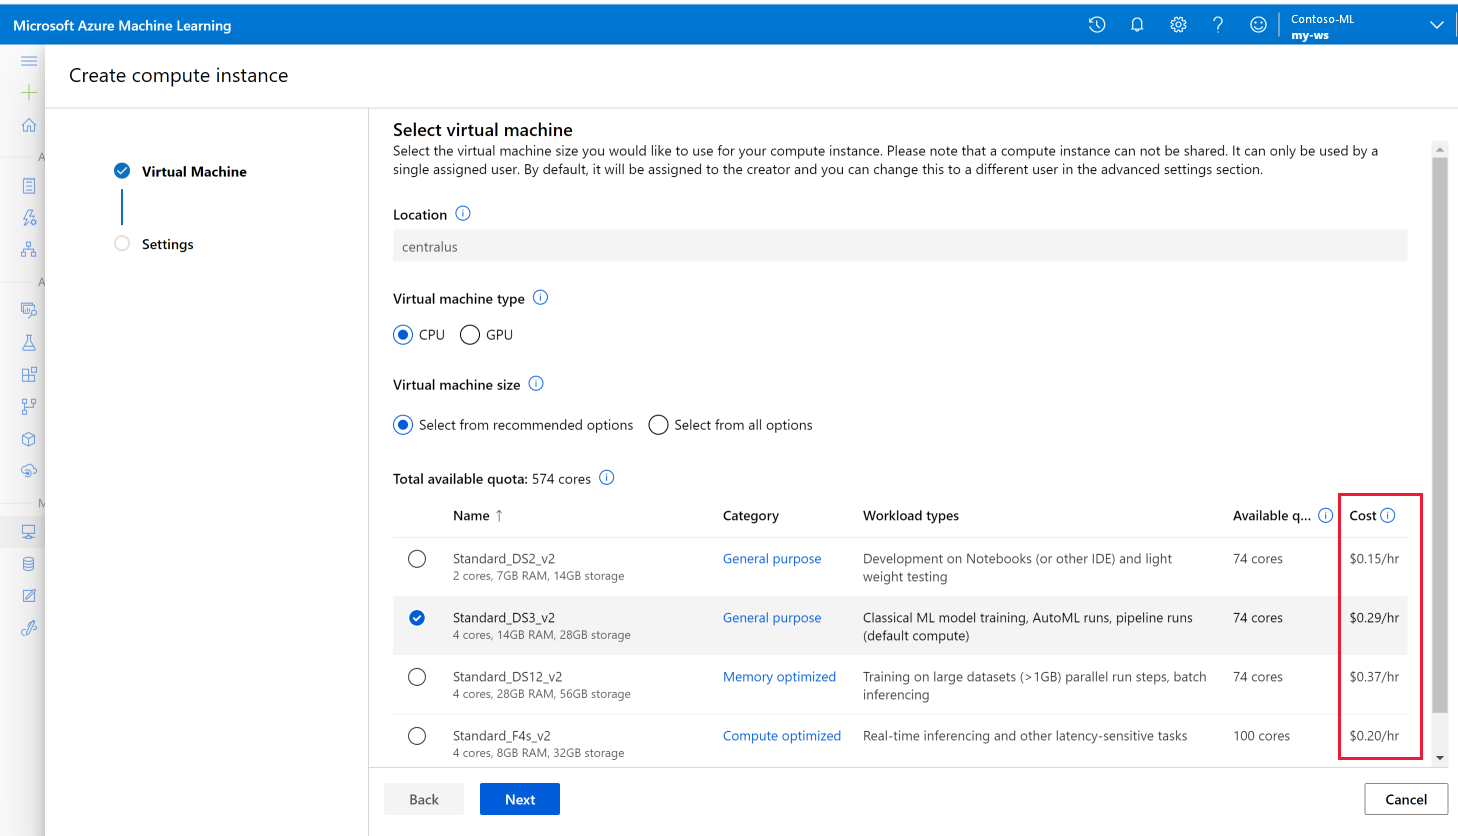 Microsoft Azure Machine Learning
Contoso-ML
my-ws
Create compute instance
A
A
M
Virtual Machine
Settings
Select virtual machine
Select the virtual machine size you would like to use for your compute instance. Please note that a compute instance can not be shared. It can only be used by a
single assigned user. By default, it will be assigned to the creator and you can change this to a different user in the advanced settings section.
Location
centralus
Virtual machine type
CPU GPU
Virtual machine size
Select from recommended options Select from all options
Total available quota: 574 cores
Name ↑ Category Workload types Available q... Cost
Standard_DS2_v2 General purpose Development on Notebooks (or other IDE) and light 74 cores $0.15/hr
2 cores, 7GB RAM, 14GB storage weight testing
Standard_DS3_v2 General purpose Classical ML model training, AutoML runs, pipeline runs 74 cores $0.29/hr
4 cores, 14GB RAM, 28GB storage (default compute)
Standard_DS12_v2 Memory optimized Training on large datasets (>1GB) parallel run steps, batch 74 cores $0.37/hr
4 cores, 28GB RAM, 56GB storage inferencing
Standard_F4s_v2 Compute optimized Real-time inferencing and other latency-sensitive tasks 100 cores $0.20/hr
4 cores, 8GB RAM, 32GB storage
Back Next Cancel